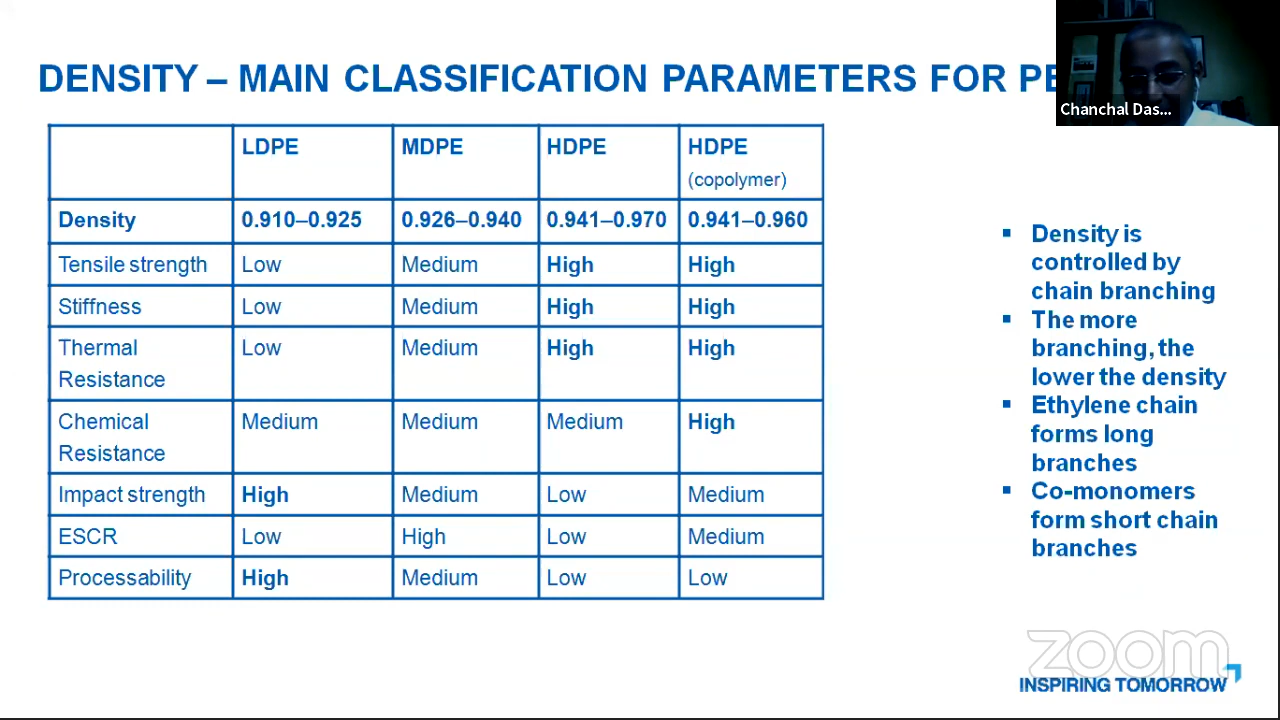 DENSITY – MAIN CLASSIFICATION PARAMETERS FOR PE
Chanchal Das...
LDPE MDPE HDPE HDPE
(copolymer)
Density 0.910–0.925 0.926–0.940 0.941–0.970 0.941–0.960
Tensile strength Low Medium High High
Stiffness Low Medium High High
Thermal Low Medium High High
Resistance
Chemical Medium Medium Medium High
Resistance
Impact strength High Medium Low Medium
ESCR Low High Low Medium
Processability High Medium Low Low
▪ Density is
controlled by
chain branching
▪ The more
branching, the
lower the density
▪ Ethylene chain
forms long
branches
▪ Co-monomers
form short chain
branches
zoom
INSPIRING TOMORROW